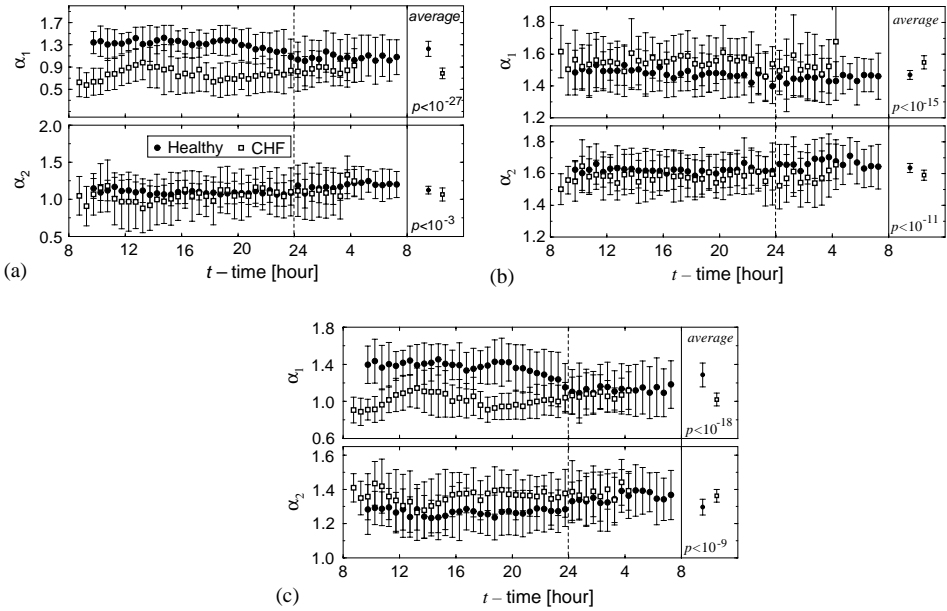 1.7
1.3
0.9
0.5
α1
average
p<10-27
2.0
1.5
1.0
0.5
α2
Healthy CHF
p<10-3
8 12 16 20 24 4 8
(a) t – time [hour]
1.8
1.6
1.4
1.2
α1
average
p<10-15
1.8
1.6
1.4
1.2
α2
p<10-11
8 12 16 20 24 4 8
(b) t – time [hour]
1.8
1.4
1.0
0.6
α1
average
p<10-18
1.6
1.4
1.2
1.0
α2
p<10-9
8 12 16 20 24 4 8
(c) t – time [hour]